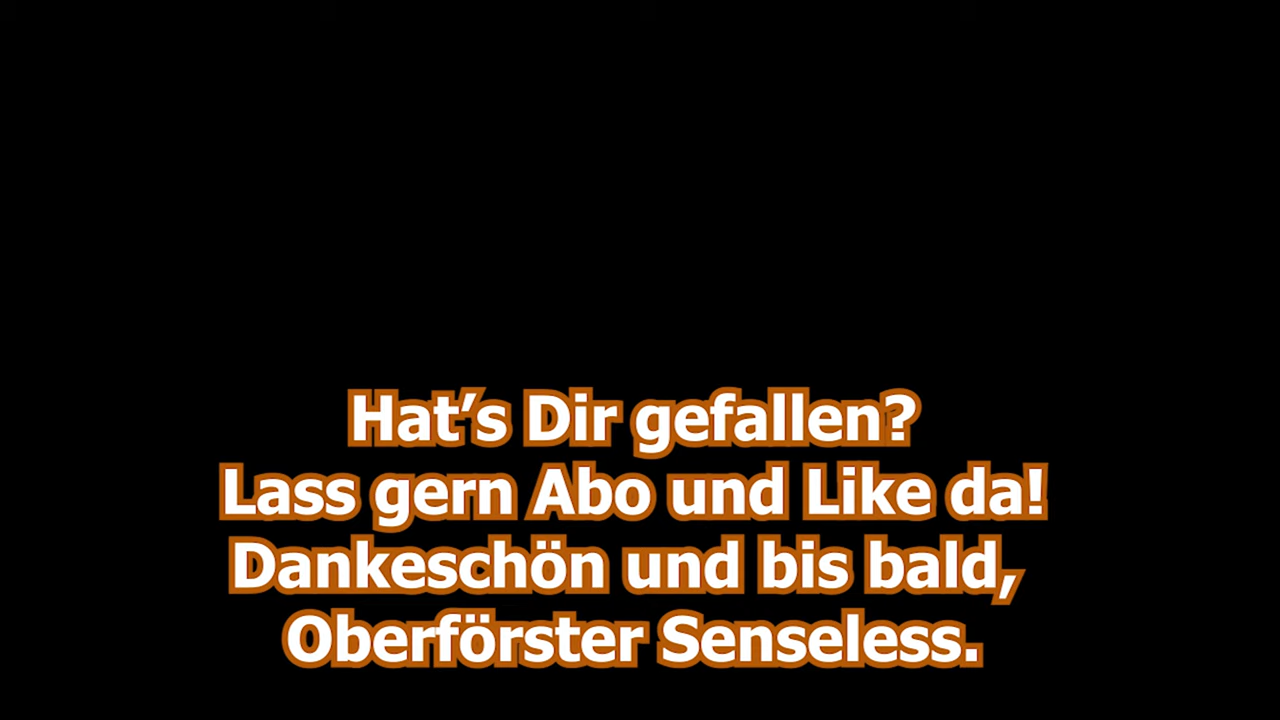 Hat’s Dir gefallen?
Lass gern Abo und Like da!
Dankeschön und bis bald,
Oberförster Senseless.